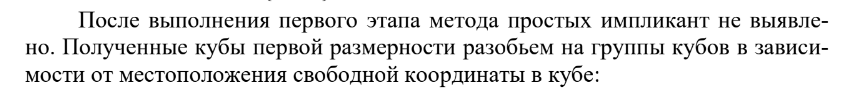 После выполнения первого этапа метода простых импликант не выявле-
но. Полученные кубы первой размерности разобьем на группы кубов в зависи-
мости от местоположения свободной координаты в кубе: